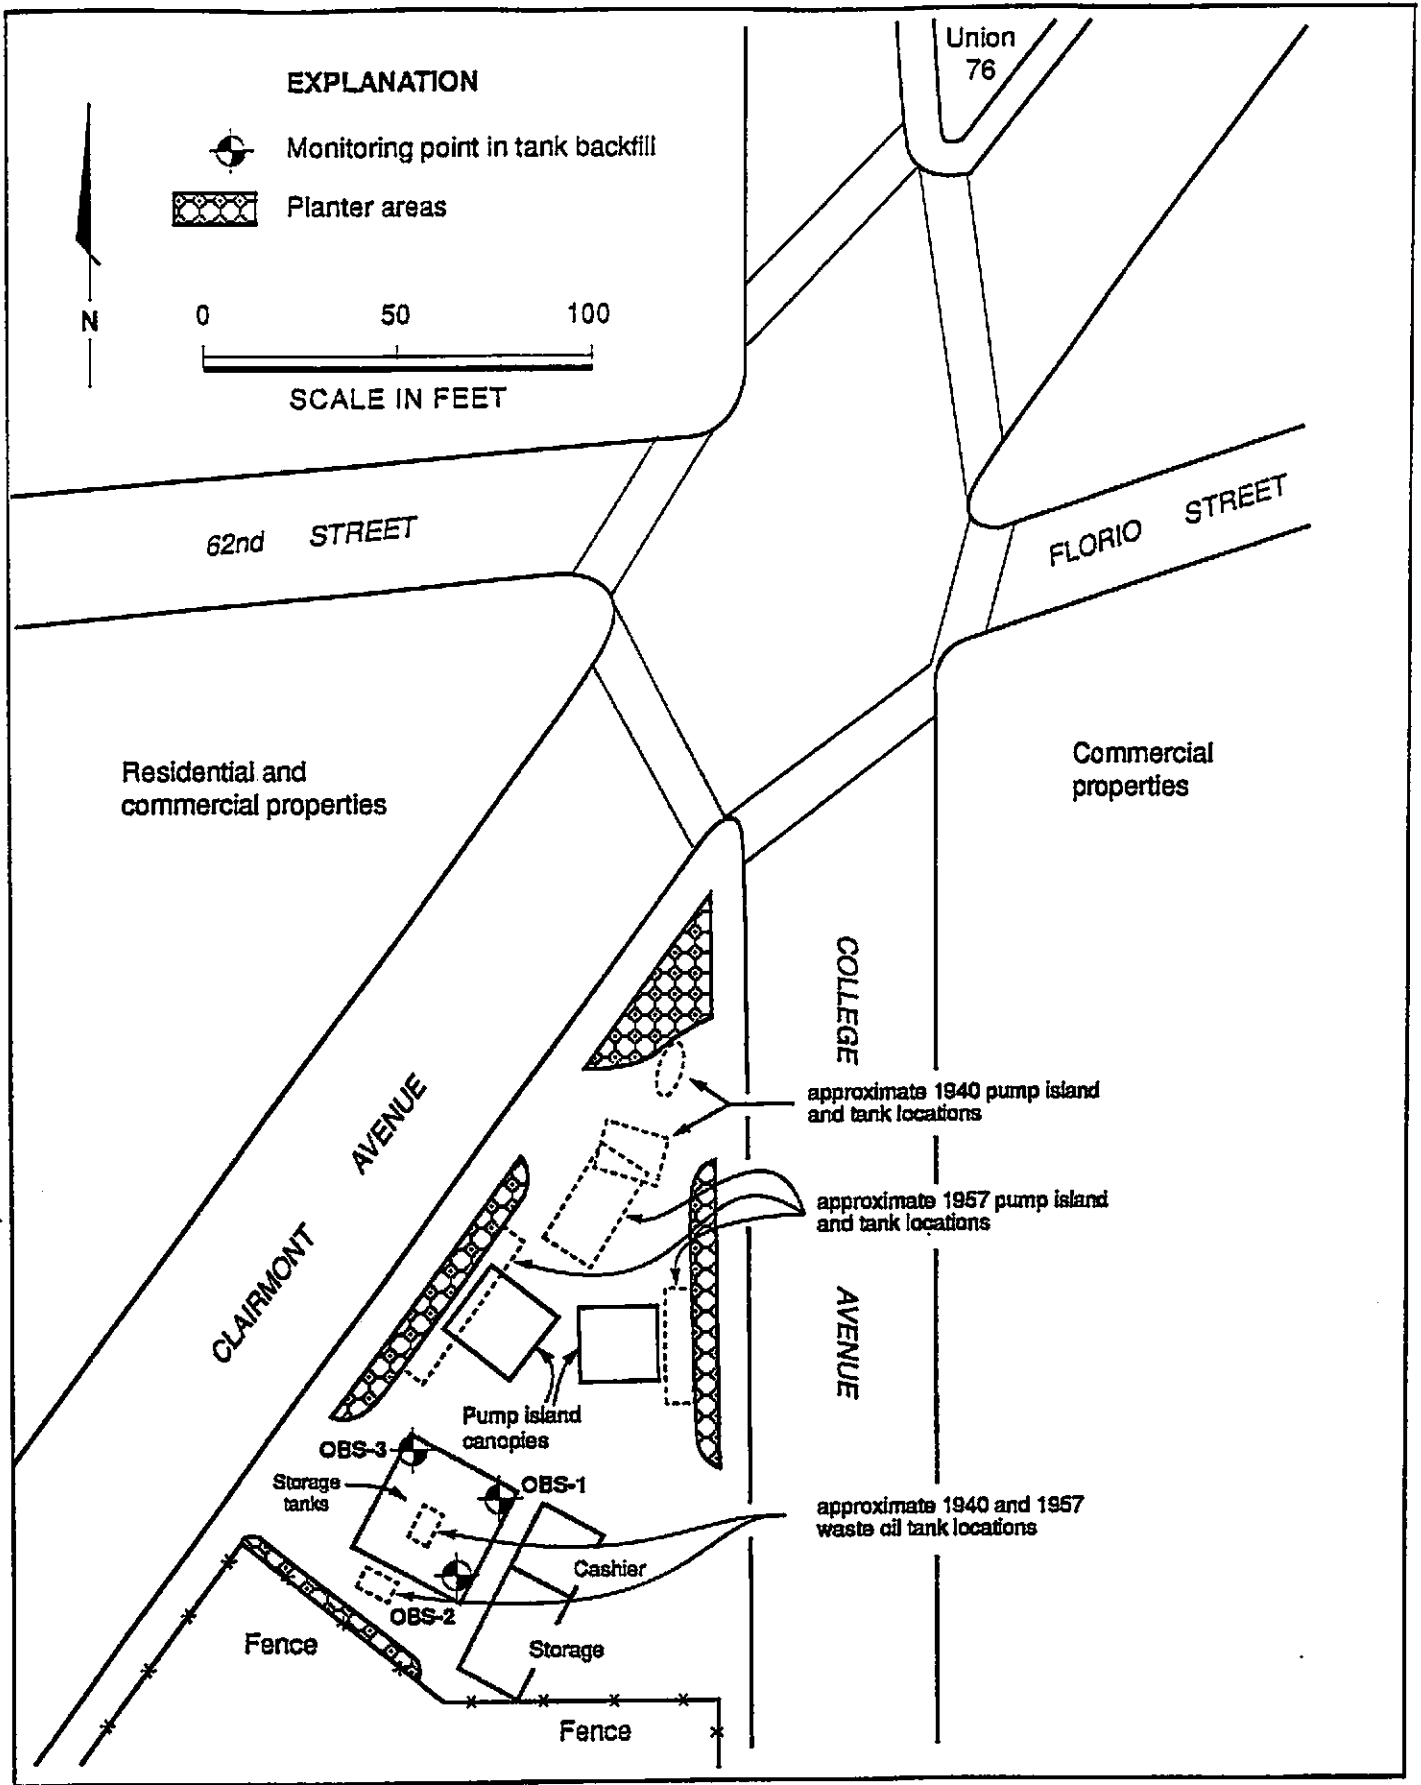 Union
76
EXPLANATION
Monitoring point in tank backfill
Planter areas
N
0 50 100
SCALE IN FEET
62nd STREET
FLORIO STREET
Residential and
commercial properties
Commercial
properties
COLLEGE AVENUE
CLAIRMONT AVENUE
approximate 1940 pump island
and tank locations
approximate 1957 pump island
and tank locations
Pump island
canopies
OBS-3
Storage
tanks
OBS-1
approximate 1940 and 1957
waste oil tank locations
Cashier
OBS-2
Fence
Storage
Fence